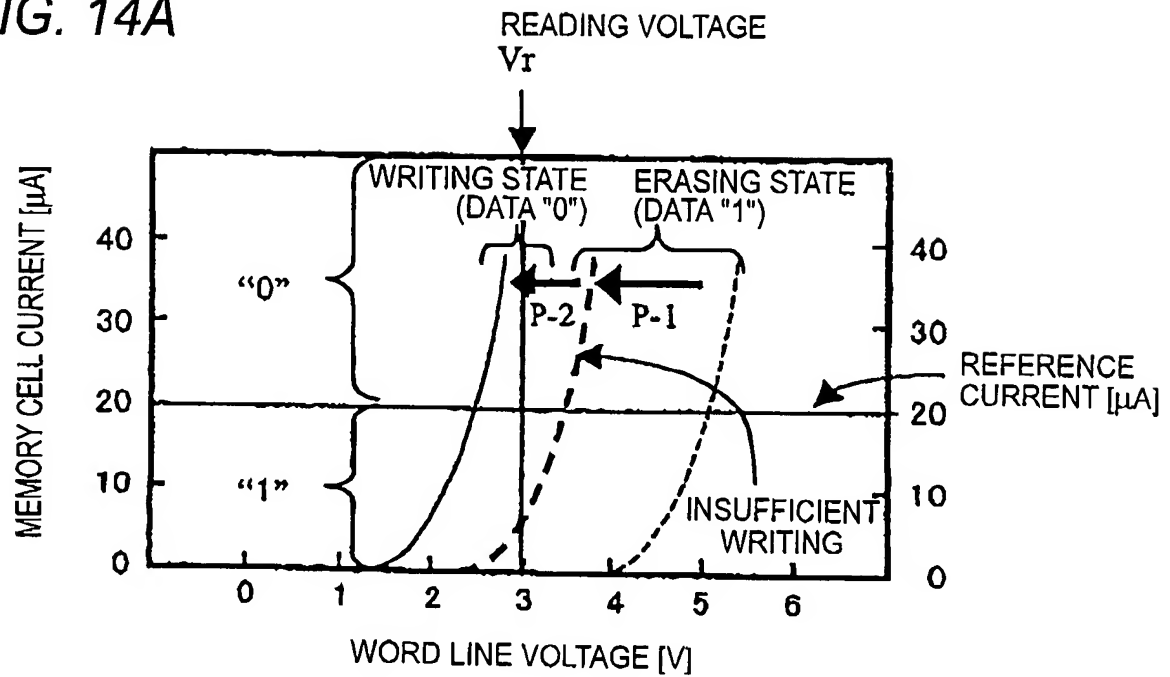 IG. 14A
READING VOLTAGE
Vr
WRITING STATE
(DATA "0")
ERASING STATE
(DATA "1")
MEMORY CELL CURRENT [μA]
40
30
20
10
0
“0”
“1”
P-2
P-1
40
30
20
10
0
REFERENCE
CURRENT [μA]
INSUFFICIENT
WRITING
0 1 2 3 4 5 6
WORD LINE VOLTAGE [V]